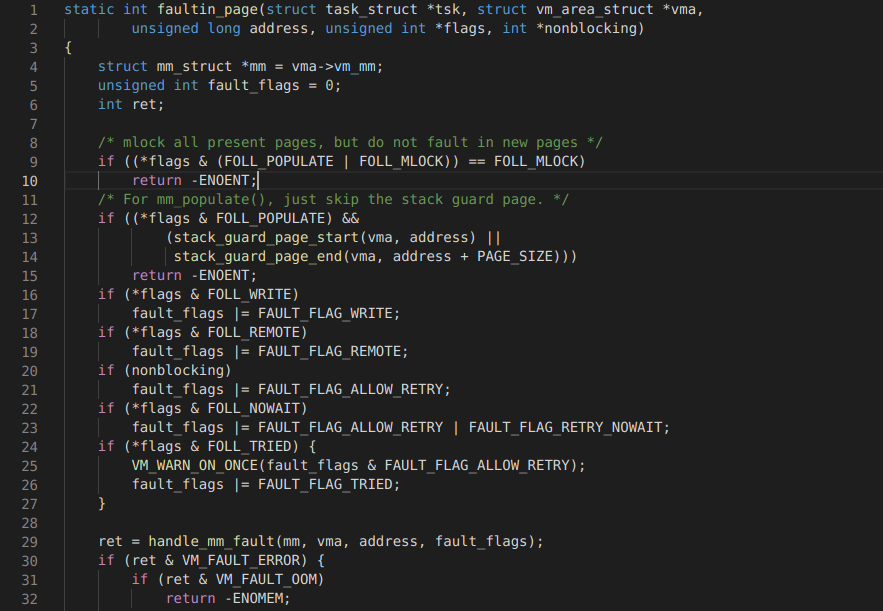 1 static int faultin_page(struct task_struct *tsk, struct vm_area_struct *vma,
2 unsigned long address, unsigned int *flags, int *nonblocking)
3 {
4 struct mm_struct *mm = vma->vm_mm;
5 unsigned int fault_flags = 0;
6 int ret;
7
8 /* mlock all present pages, but do not fault in new pages */
9 if ((*flags & (FOLL_POPULATE | FOLL_MLOCK)) == FOLL_MLOCK)
10 return -ENOENT;
11 /* For mm_populate(), just skip the stack guard page. */
12 if ((*flags & FOLL_POPULATE) &&
13 (stack_guard_page_start(vma, address) ||
14 stack_guard_page_end(vma, address + PAGE_SIZE)))
15 return -ENOENT;
16 if (*flags & FOLL_WRITE)
17 fault_flags |= FAULT_FLAG_WRITE;
18 if (*flags & FOLL_REMOTE)
19 fault_flags |= FAULT_FLAG_REMOTE;
20 if (nonblocking)
21 fault_flags |= FAULT_FLAG_ALLOW_RETRY;
22 if (*flags & FOLL_NOWAIT)
23 fault_flags |= FAULT_FLAG_ALLOW_RETRY | FAULT_FLAG_RETRY_NOWAIT;
24 if (*flags & FOLL_TRIED) {
25 VM_WARN_ON_ONCE(fault_flags & FAULT_FLAG_ALLOW_RETRY);
26 fault_flags |= FAULT_FLAG_TRIED;
27 }
28
29 ret = handle_mm_fault(mm, vma, address, fault_flags);
30 if (ret & VM_FAULT_ERROR) {
31 if (ret & VM_FAULT_OOM)
32 return -ENOMEM;